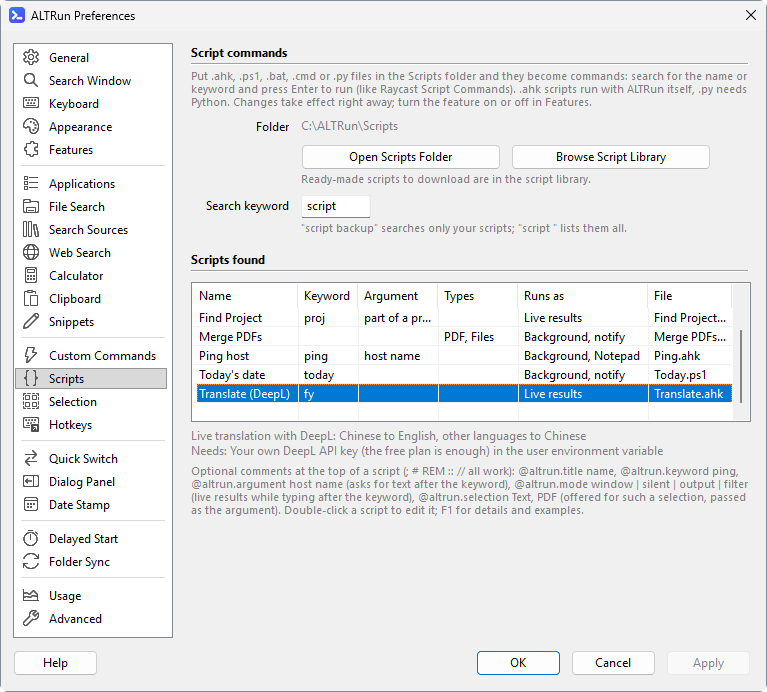 ALTRun Preferences
General
Search Window
Keyboard
Appearance
Features
Applications
File Search
Search Sources
Web Search
Calculator
Clipboard
Snippets
Custom Commands
Scripts
Selection
Hotkeys
Quick Switch
Dialog Panel
Date Stamp
Delayed Start
Folder Sync
Usage
Advanced
Script commands
Put .ahk, .ps1, .bat, .cmd or .py files in the Scripts folder and they become commands: search for the name or
keyword and press Enter to run (like Raycast Script Commands). .ahk scripts run with ALTRun itself, .py needs
Python. Changes take effect right away; turn the feature on or off in Features.
Folder C:\ALTRun\Scripts
Open Scripts Folder Browse Script Library
Ready-made scripts to download are in the script library.
Search keyword script
"script backup" searches only your scripts; "script " lists them all.
Scripts found
Name Keyword Argument Types Runs as File
Find Project proj part of a pr... Live results Find Project...
Merge PDFs PDF, Files Background, notify Merge PDFs...
Ping host ping host name Background, Notepad Ping.ahk
Today's date today Background, notify Today.ps1
Translate (DeepL) fy Live results Translate.ahk
Live translation with DeepL: Chinese to English, other languages to Chinese
Needs: Your own DeepL API key (the free plan is enough) in the user environment variable
Optional comments at the top of a script (; # REM :: // all work): @altrun.title name, @altrun.keyword ping,
@altrun.argument host name (asks for text after the keyword), @altrun.mode window | silent | output | filter
(live results while typing after the keyword), @altrun.selection Text, PDF (offered for such a selection, passed
as the argument). Double-click a script to edit it; F1 for details and examples.
Help OK Cancel Apply